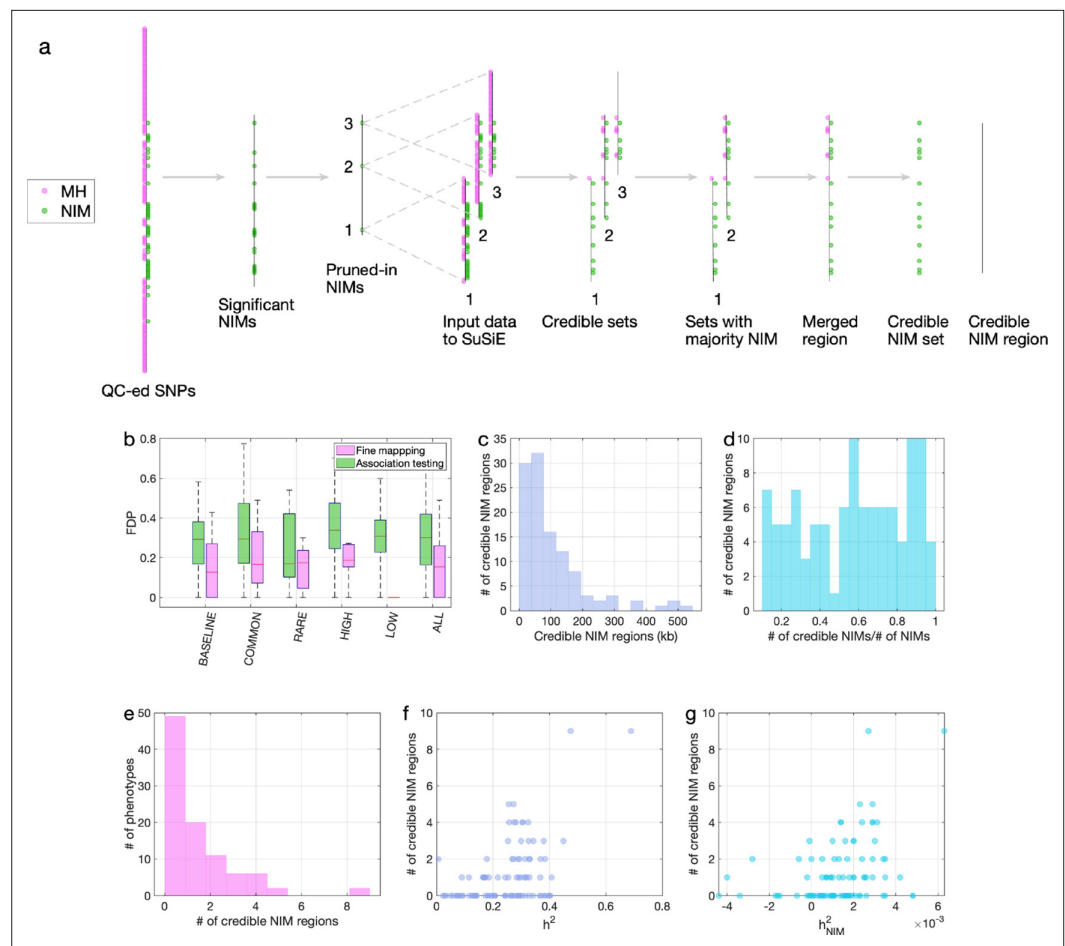 a
MH
NIM
3
2
1
3
2
1
3
2
1
2
1
QC-ed SNPs
Significant
NIMs
Pruned-in
NIMs
Input data
to SuSiE
Credible sets
Sets with
majority NIM
Merged
region
Credible
NIM set
Credible
NIM region
b
Fine mappping
Association testing
FDP
0.8
0.6
0.4
0.2
0
BASELINE
COMMON
RARE
HIGH
LOW
ALL
c
# of credible NIM regions
35
30
25
20
15
10
5
0
0 100 200 300 400 500
Credible NIM regions (kb)
d
# of credible NIM regions
10
8
6
4
2
0
0.2 0.4 0.6 0.8 1
# of credible NIMs/# of NIMs
e
# of phenotypes
50
40
30
20
10
0
0 2 4 6 8
# of credible NIM regions
f
# of credible NIM regions
10
8
6
4
2
0
0 0.2 0.4 0.6 0.8
h²
g
# of credible NIM regions
10
8
6
4
2
0
-4 -2 0 2 4 6
×10⁻³
h²NIM